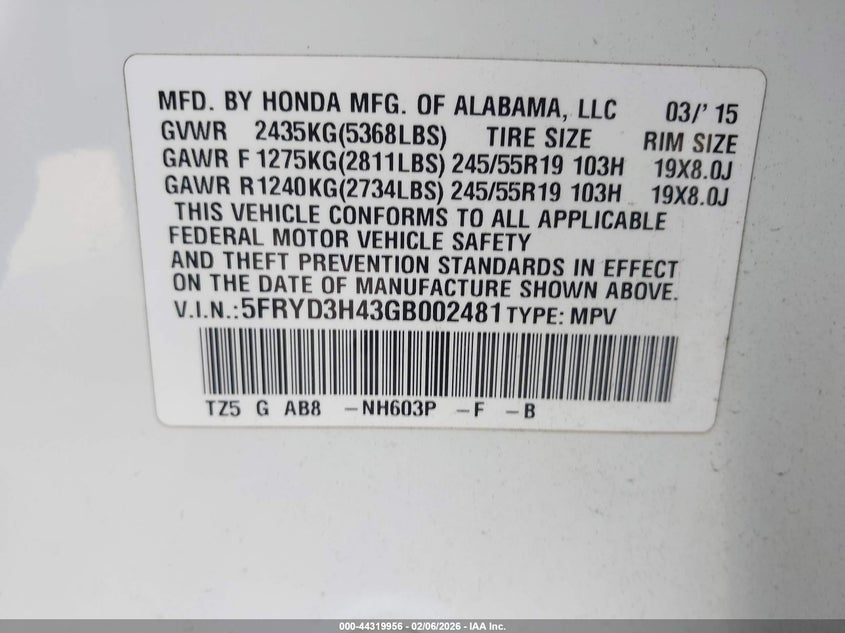 MFD. BY HONDA MFG. OF ALABAMA, LLC 03/' 15
GVWR 2435KG(5368LBS) TIRE SIZE RIM SIZE
GAWR F 1275KG(2811LBS) 245/55R19 103H 19X8.0J
GAWR R 1240KG(2734LBS) 245/55R19 103H 19X8.0J
THIS VEHICLE CONFORMS TO ALL APPLICABLE
FEDERAL MOTOR VEHICLE SAFETY
AND THEFT PREVENTION STANDARDS IN EFFECT
ON THE DATE OF MANUFACTURE SHOWN ABOVE.
V.I.N.:5FRYD3H43GB002481 TYPE: MPV
TZ5 G AB8 -NH603P -F -B
000-44319956 - 02/06/2026 - IAA Inc.